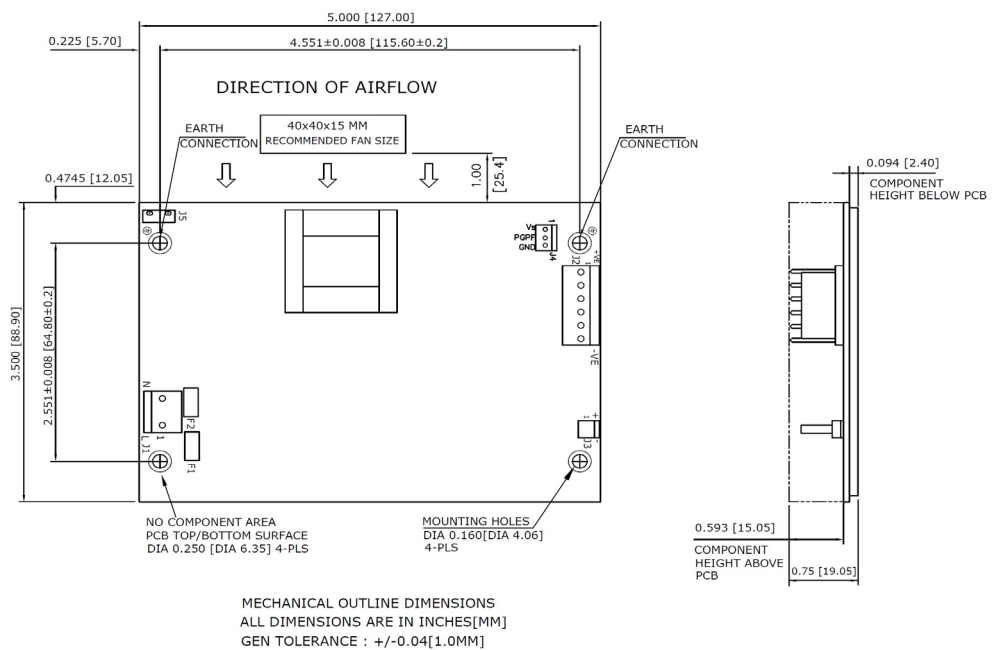 5.000 [127.00]
0.225 [5.70]
4.551±0.008 [115.60±0.2]
DIRECTION OF AIRFLOW
40x40x15 MM
RECOMMENDED FAN SIZE
EARTH
CONNECTION
EARTH
CONNECTION
1.00
[25.4]
0.094 [2.40]
COMPONENT
HEIGHT BELOW PCB
0.4745 [12.05]
J5
1
Vs
PGPF
GND
J4
J2
1
+VE
-VE
3.500 [88.90]
2.551±0.008 [64.80±0.2]
N
L
1
J1
F2
F1
+
1
-
J3
NO COMPONENT AREA
PCB TOP/BOTTOM SURFACE
DIA 0.250 [DIA 6.35] 4-PLS
MOUNTING HOLES
DIA 0.160[DIA 4.06]
4-PLS
0.593 [15.05]
COMPONENT
HEIGHT ABOVE
PCB
0.75 [19.05]
MECHANICAL OUTLINE DIMENSIONS
ALL DIMENSIONS ARE IN INCHES[MM]
GEN TOLERANCE : +/-0.04[1.0MM]